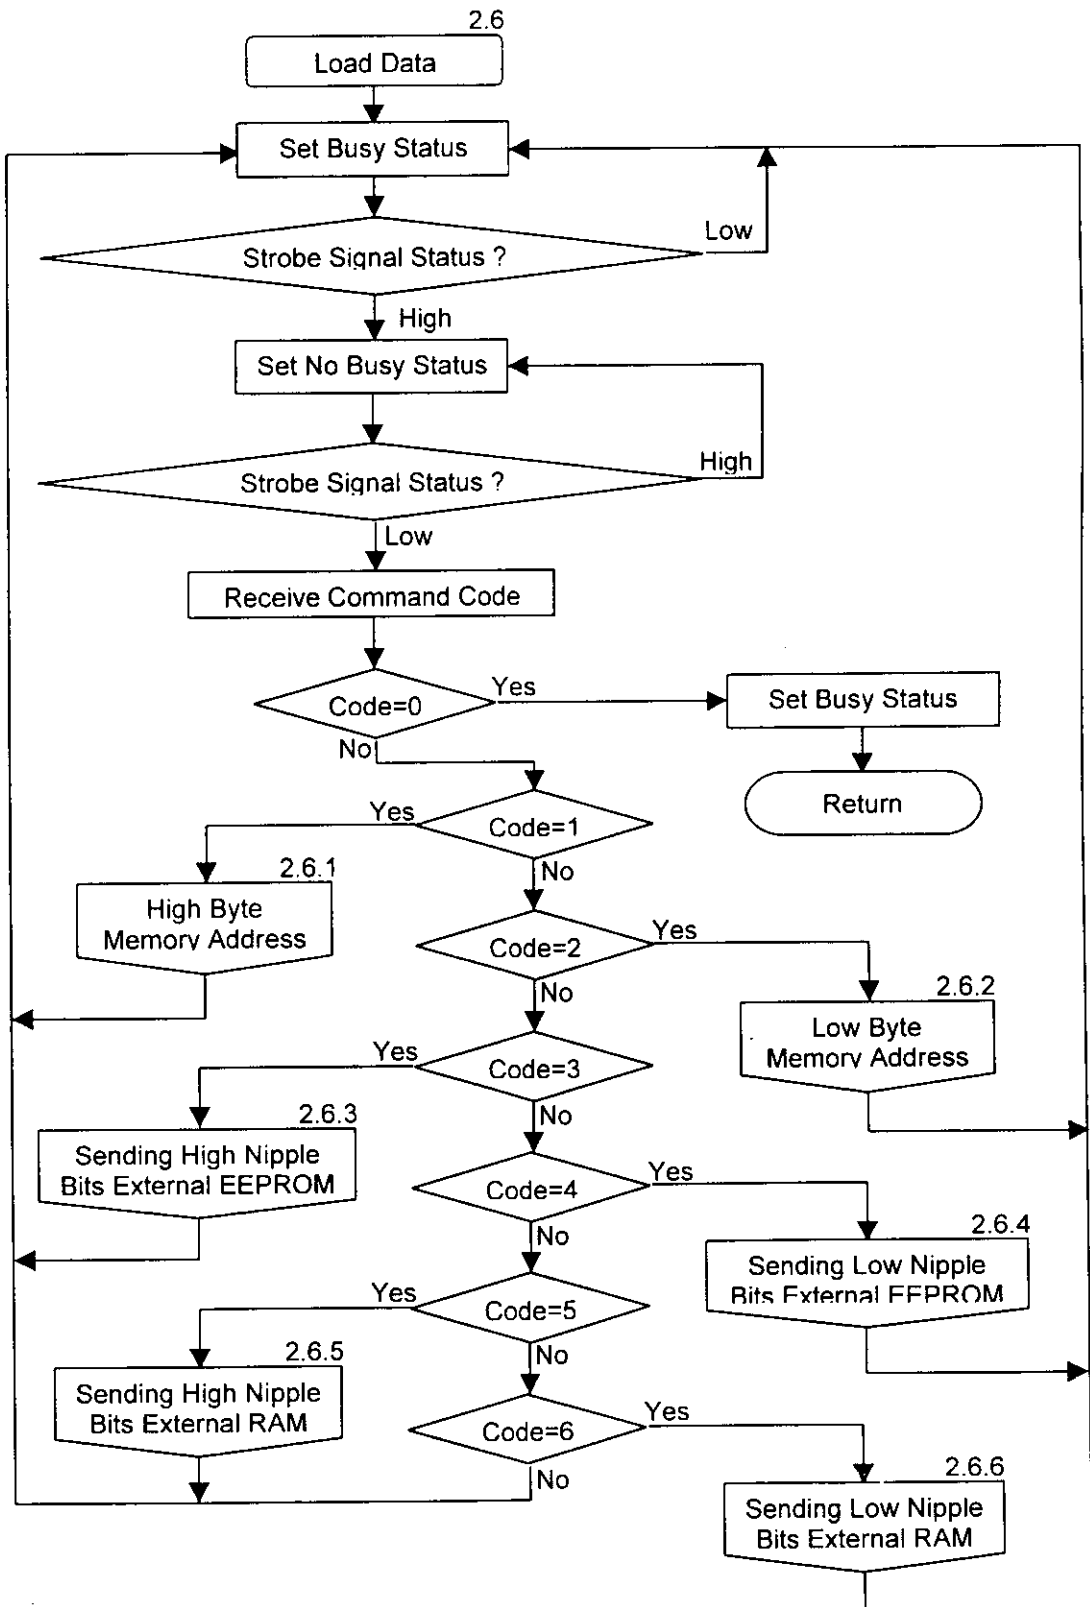 2.6
Load Data
Set Busy Status
Strobe Signal Status ?
Low
High
Set No Busy Status
Strobe Signal Status ?
High
Low
Receive Command Code
Code=0
Yes
Set Busy Status
No
Return
Yes
Code=1
No
2.6.1
High Byte
Memory Address
Code=2
Yes
No
2.6.2
Low Byte
Memory Address
Yes
Code=3
No
2.6.3
Sending High Nipple
Bits External EEPROM
Code=4
Yes
No
2.6.4
Sending Low Nipple
Bits External EEPROM
Yes
Code=5
No
2.6.5
Sending High Nipple
Bits External RAM
Code=6
Yes
No
2.6.6
Sending Low Nipple
Bits External RAM